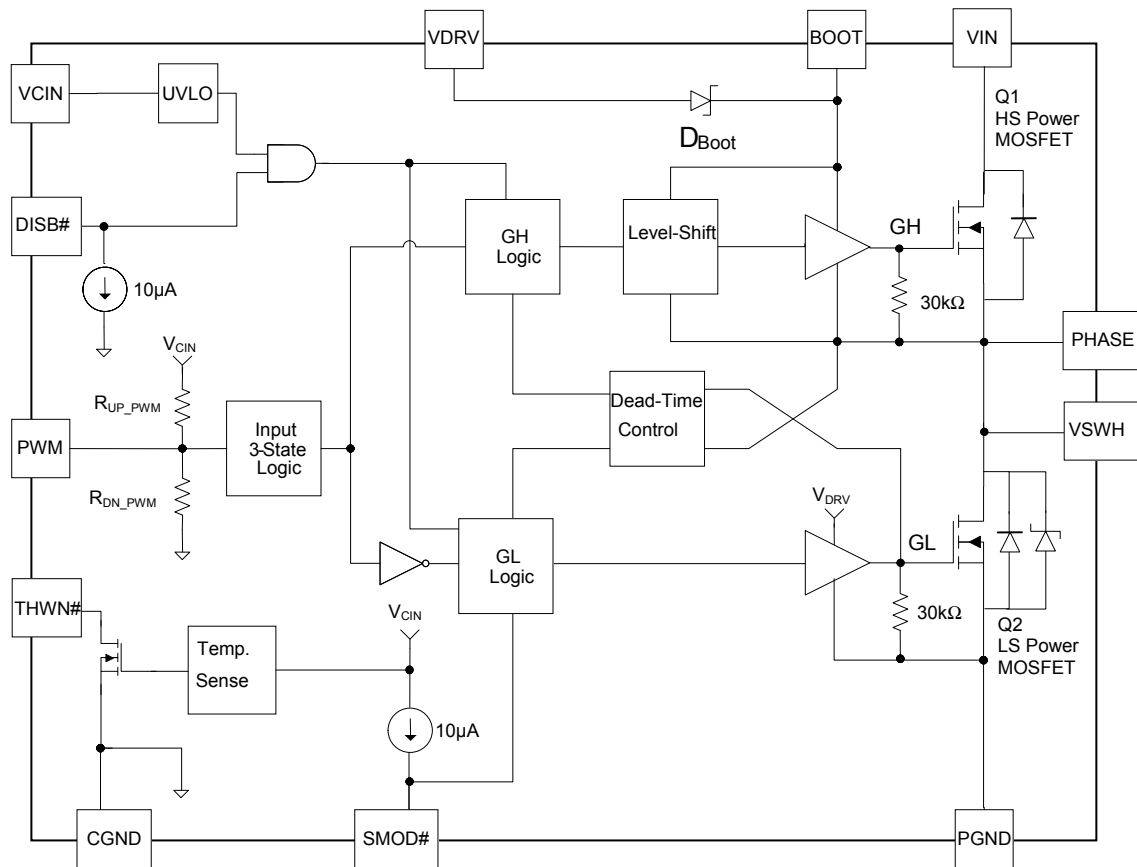 VDRV
BOOT
VIN
VCIN
UVLO
Q1
HS Power
MOSFET
DBoot
DISB#
GH
Logic
Level-Shift
GH
10µA
30kΩ
VCIN
PHASE
RUP_PWM
Dead-Time
Control
PWM
Input
3-State
Logic
VSWH
RDN_PWM
VDRV
GL
Logic
GL
THWN#
VCIN
30kΩ
Q2
LS Power
MOSFET
Temp.
Sense
10µA
CGND
SMOD#
PGND